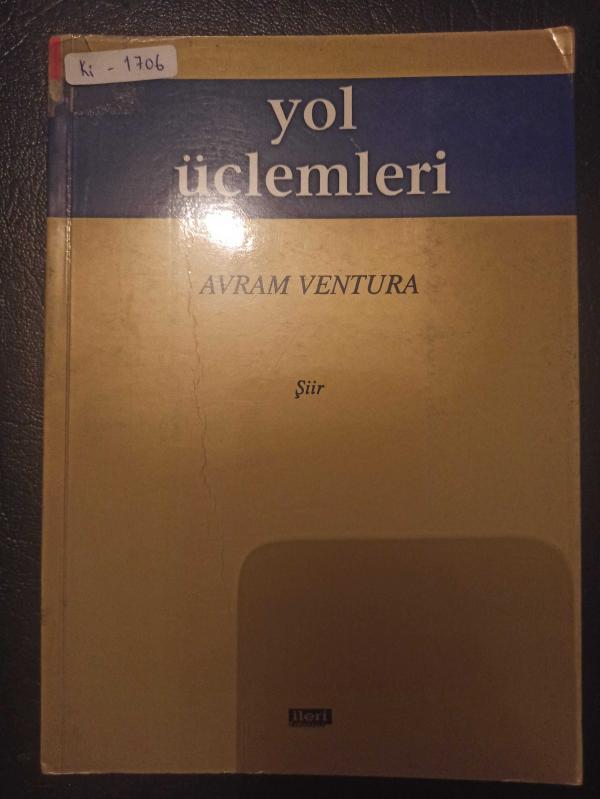 Ki - 1706
yol
üclemleri
AVRAM VENTURA
Şiir
ileri